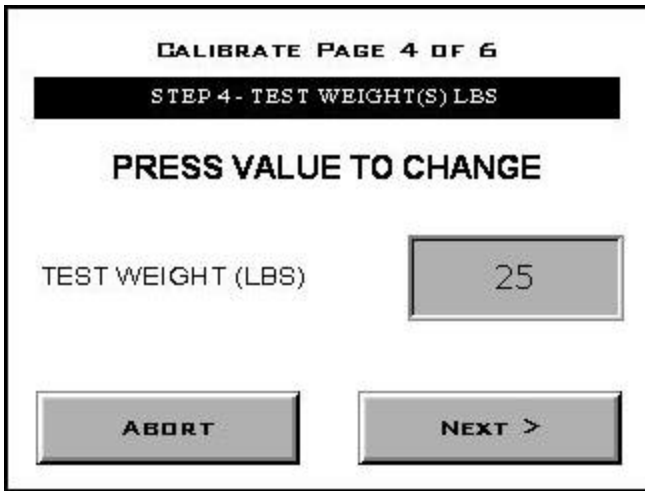 CALIBRATE PAGE 4 OF 6
STEP 4 - TEST WEIGHT(S) LBS
PRESS VALUE TO CHANGE
TEST WEIGHT (LBS) 25
ABORT NEXT >